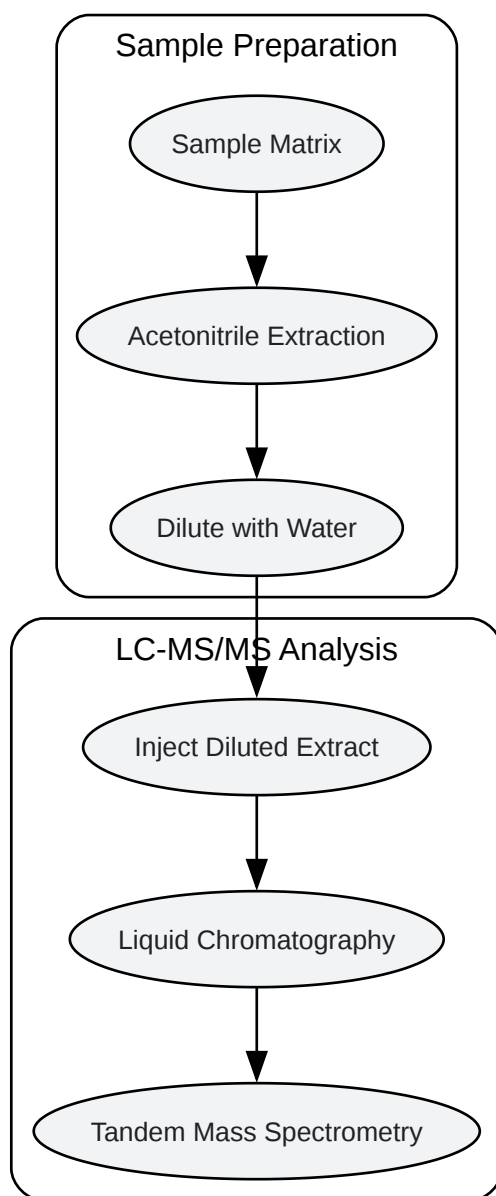 Sample Preparation
Sample Matrix
Acetonitrile Extraction
Dilute with Water
LC-MS/MS Analysis
Inject Diluted Extract
Liquid Chromatography
Tandem Mass Spectrometry